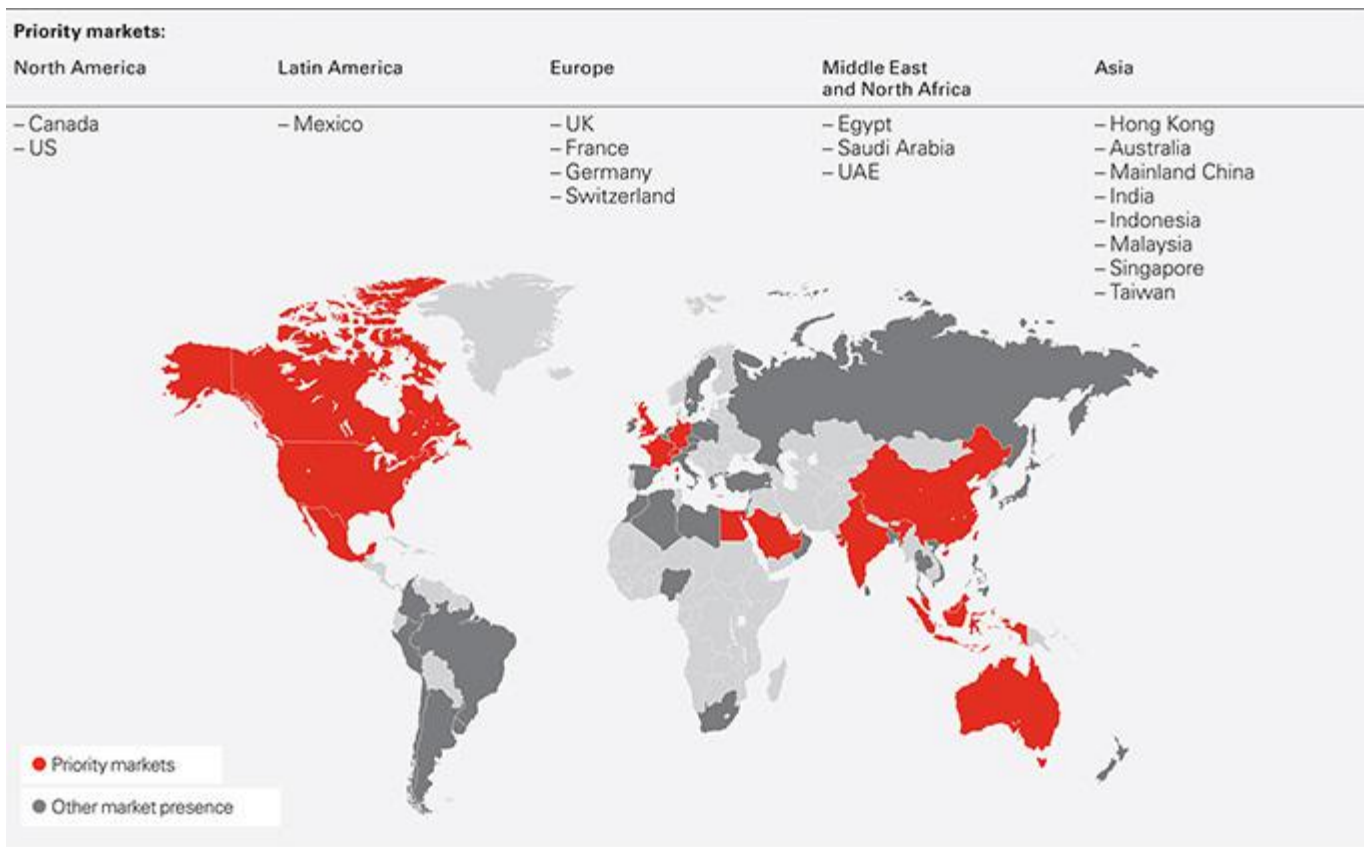 Priority markets:
North America
Latin America
Europe
Middle East
and North Africa
Asia
– Canada
– US
– Mexico
– UK
– France
– Germany
– Switzerland
– Egypt
– Saudi Arabia
– UAE
– Hong Kong
– Australia
– Mainland China
– India
– Indonesia
– Malaysia
– Singapore
– Taiwan
Priority markets
Other market presence